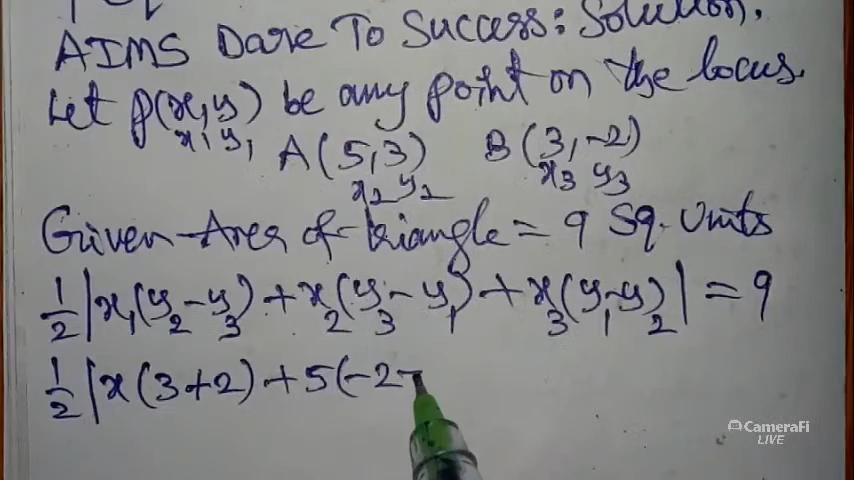 AIMS Dare To Success: Solution.
Let P(x,y) be any point on the locus.
x₁ y₁ A(5,3) B(3,-2)
x₂ y₂ x₃ y₃
Given Area of triangle = 9 Sq. Units
1/2 |x₁(y₂-y₃) + x₂(y₃-y₁) + x₃(y₁-y₂)| = 9
1/2 |x(3+2) + 5(-2-
CameraFi
LIVE